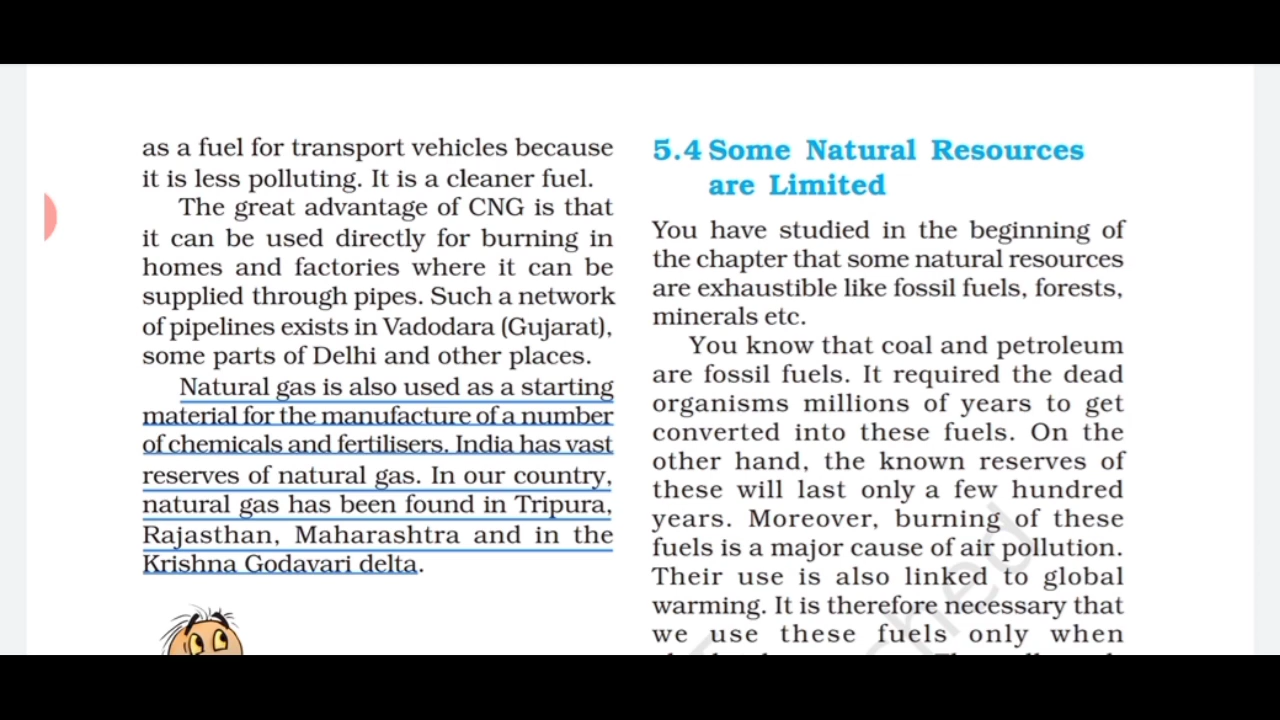 as a fuel for transport vehicles because
it is less polluting. It is a cleaner fuel.
The great advantage of CNG is that
it can be used directly for burning in
homes and factories where it can be
supplied through pipes. Such a network
of pipelines exists in Vadodara (Gujarat),
some parts of Delhi and other places.
Natural gas is also used as a starting
material for the manufacture of a number
of chemicals and fertilisers. India has vast
reserves of natural gas. In our country,
natural gas has been found in Tripura,
Rajasthan, Maharashtra and in the
Krishna Godavari delta.
5.4 Some Natural Resources
are Limited
You have studied in the beginning of
the chapter that some natural resources
are exhaustible like fossil fuels, forests,
minerals etc.
You know that coal and petroleum
are fossil fuels. It required the dead
organisms millions of years to get
converted into these fuels. On the
other hand, the known reserves of
these will last only a few hundred
years. Moreover, burning of these
fuels is a major cause of air pollution.
Their use is also linked to global
warming. It is therefore necessary that
we use these fuels only when